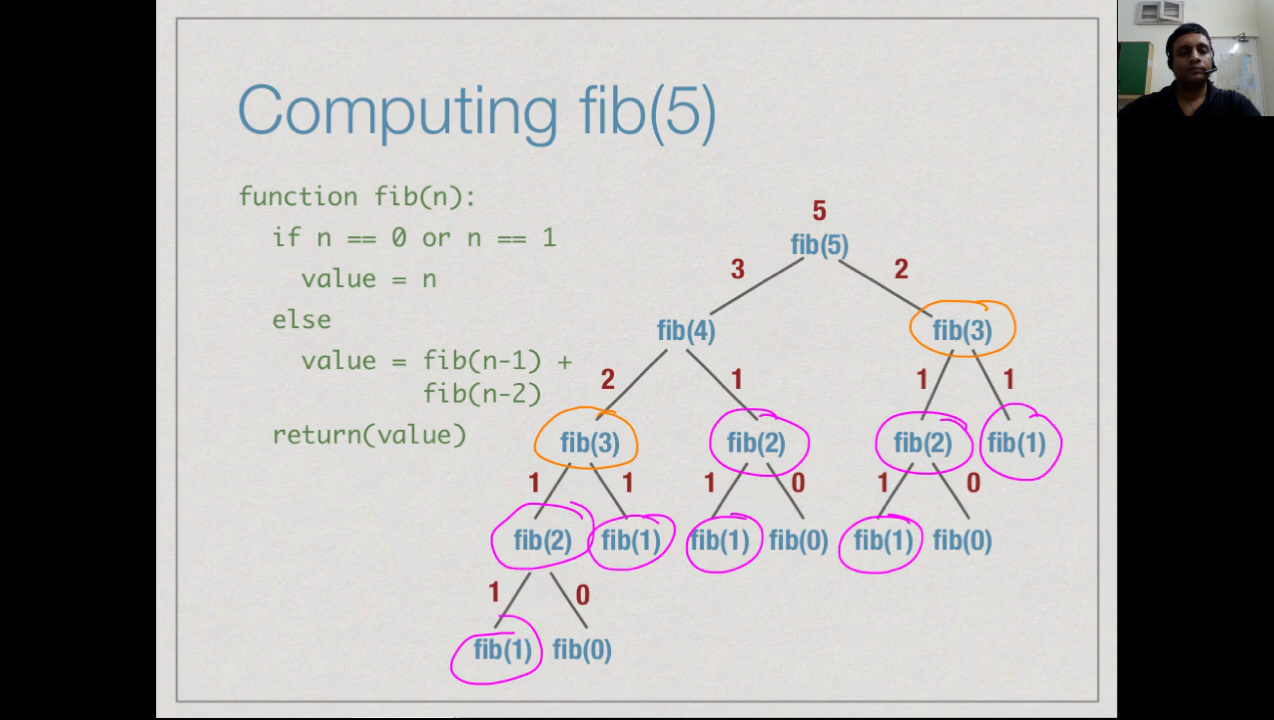 Computing fib(5)
function fib(n):
if n == 0 or n == 1
value = n
else
value = fib(n-1) +
fib(n-2)
return(value)
5
fib(5)
3 2
fib(4) fib(3)
2 1 1 1
fib(3) fib(2) fib(2) fib(1)
1 1 1 0 1 0
fib(2) fib(1) fib(1) fib(0) fib(1) fib(0)
1 0
fib(1) fib(0)